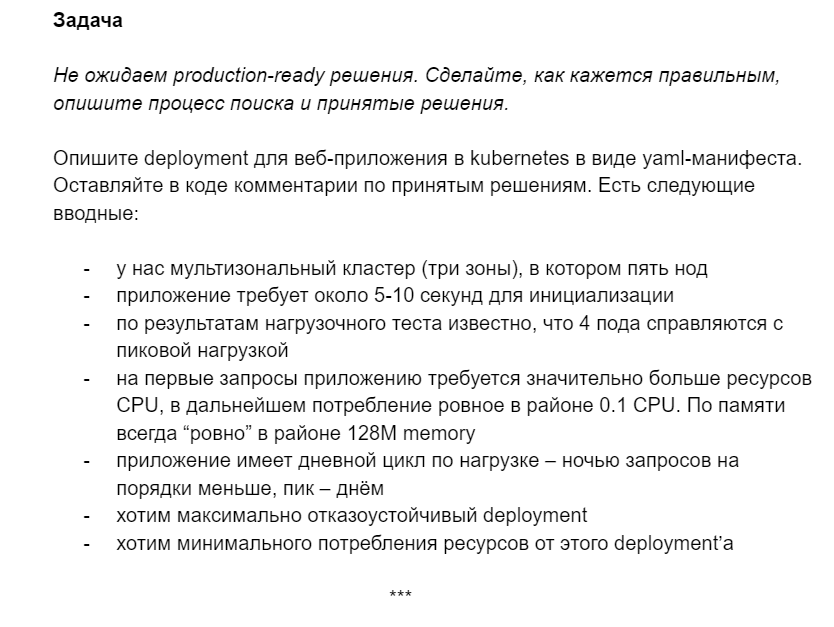 Задача
Не ожидаем production-ready решения. Сделайте, как кажется правильным,
опишите процесс поиска и принятые решения.
Опишите deployment для веб-приложения в kubernetes в виде yaml-манифеста.
Оставляйте в коде комментарии по принятым решениям. Есть следующие
вводные:
- у нас мультизональный кластер (три зоны), в котором пять нод
- приложение требует около 5-10 секунд для инициализации
- по результатам нагрузочного теста известно, что 4 пода справляются с
пиковой нагрузкой
- на первые запросы приложению требуется значительно больше ресурсов
CPU, в дальнейшем потребление ровное в районе 0.1 CPU. По памяти
всегда “ровно” в районе 128M memory
- приложение имеет дневной цикл по нагрузке – ночью запросов на
порядки меньше, пик – днём
- хотим максимально отказоустойчивый deployment
- хотим минимального потребления ресурсов от этого deployment’а
***